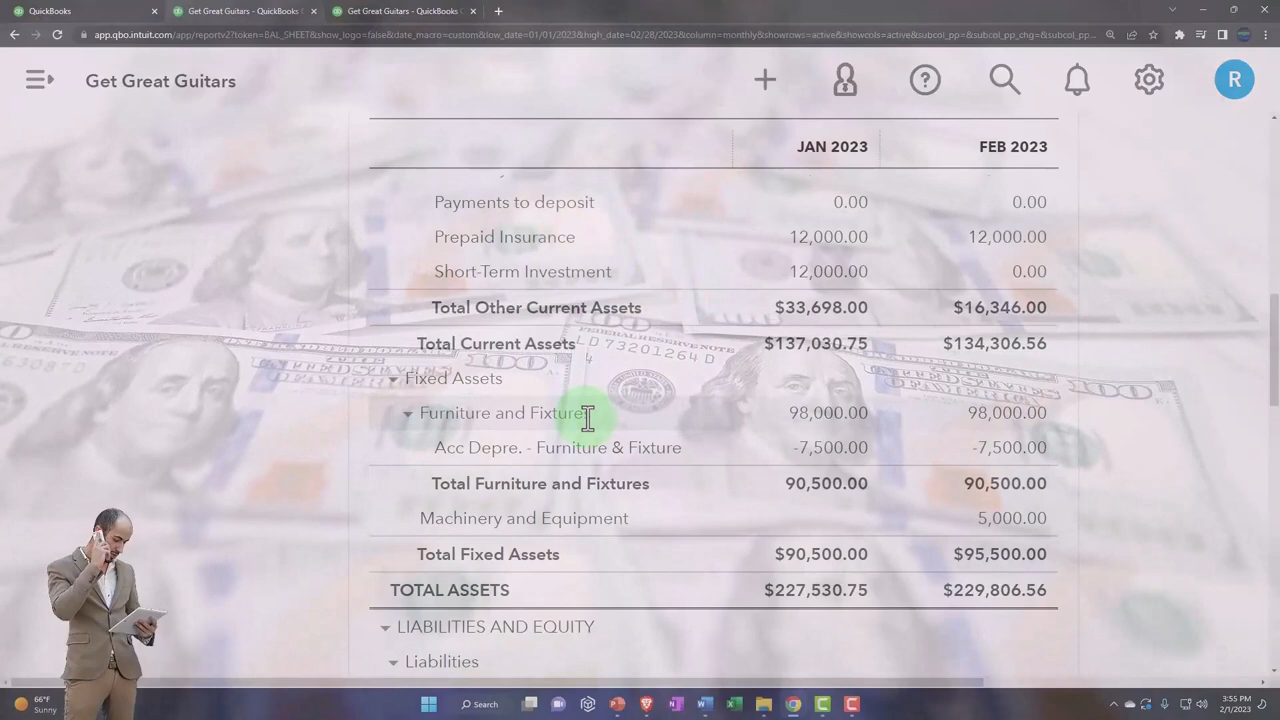 QuickBooks
Get Great Guitars - QuickBooks
Get Great Guitars - QuickBooks
app.qbo.intuit.com/app/reportv2?token=BAL_SHEET&show_logo=false&date_macro=custom&low_date=01/01/2023&high_date=02/28/2023&column=monthly&showrows=active&showcols=active&subcol_pp=&subcol_pp_chg=&subcol_pp_...
Get Great Guitars
R
JAN 2023 FEB 2023
Payments to deposit 0.00 0.00
Prepaid Insurance 12,000.00 12,000.00
Short-Term Investment 12,000.00 0.00
Total Other Current Assets $33,698.00 $16,346.00
Total Current Assets $137,030.75 $134,306.56
Fixed Assets
Furniture and Fixtures 98,000.00 98,000.00
Acc Depre. - Furniture & Fixture -7,500.00 -7,500.00
Total Furniture and Fixtures 90,500.00 90,500.00
Machinery and Equipment 5,000.00
Total Fixed Assets $90,500.00 $95,500.00
TOTAL ASSETS $227,530.75 $229,806.56
LIABILITIES AND EQUITY
Liabilities
66°F
Sunny
Search
3:55 PM
2/1/2023